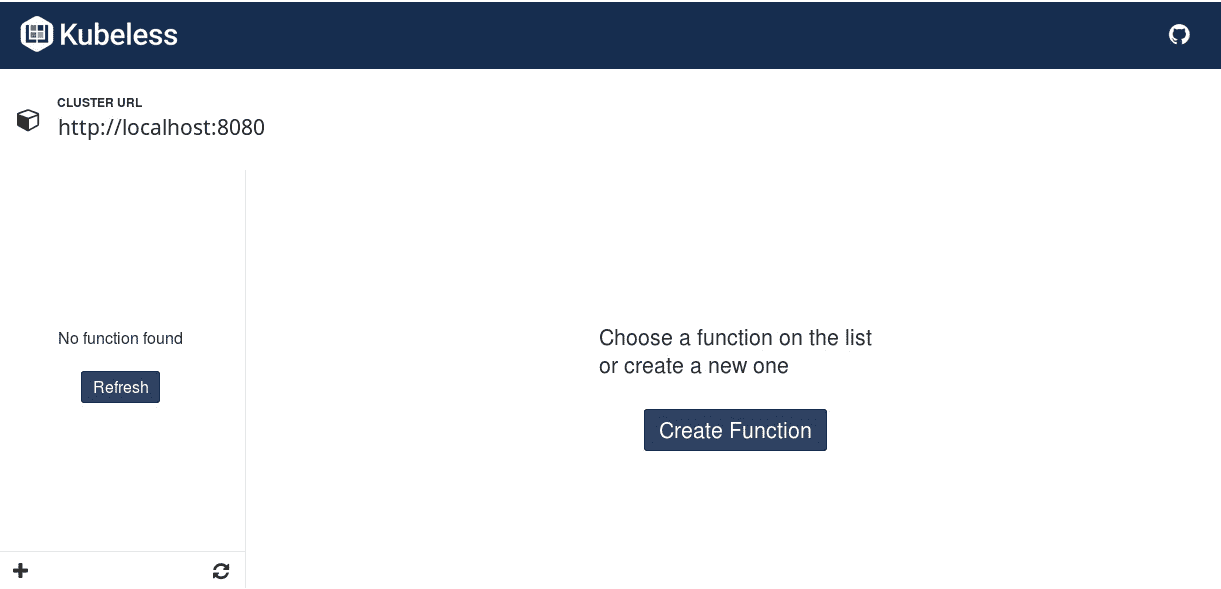 Kubeless
CLUSTER URL
http://localhost:8080
No function found
Refresh
Choose a function on the list
or create a new one
Create Function